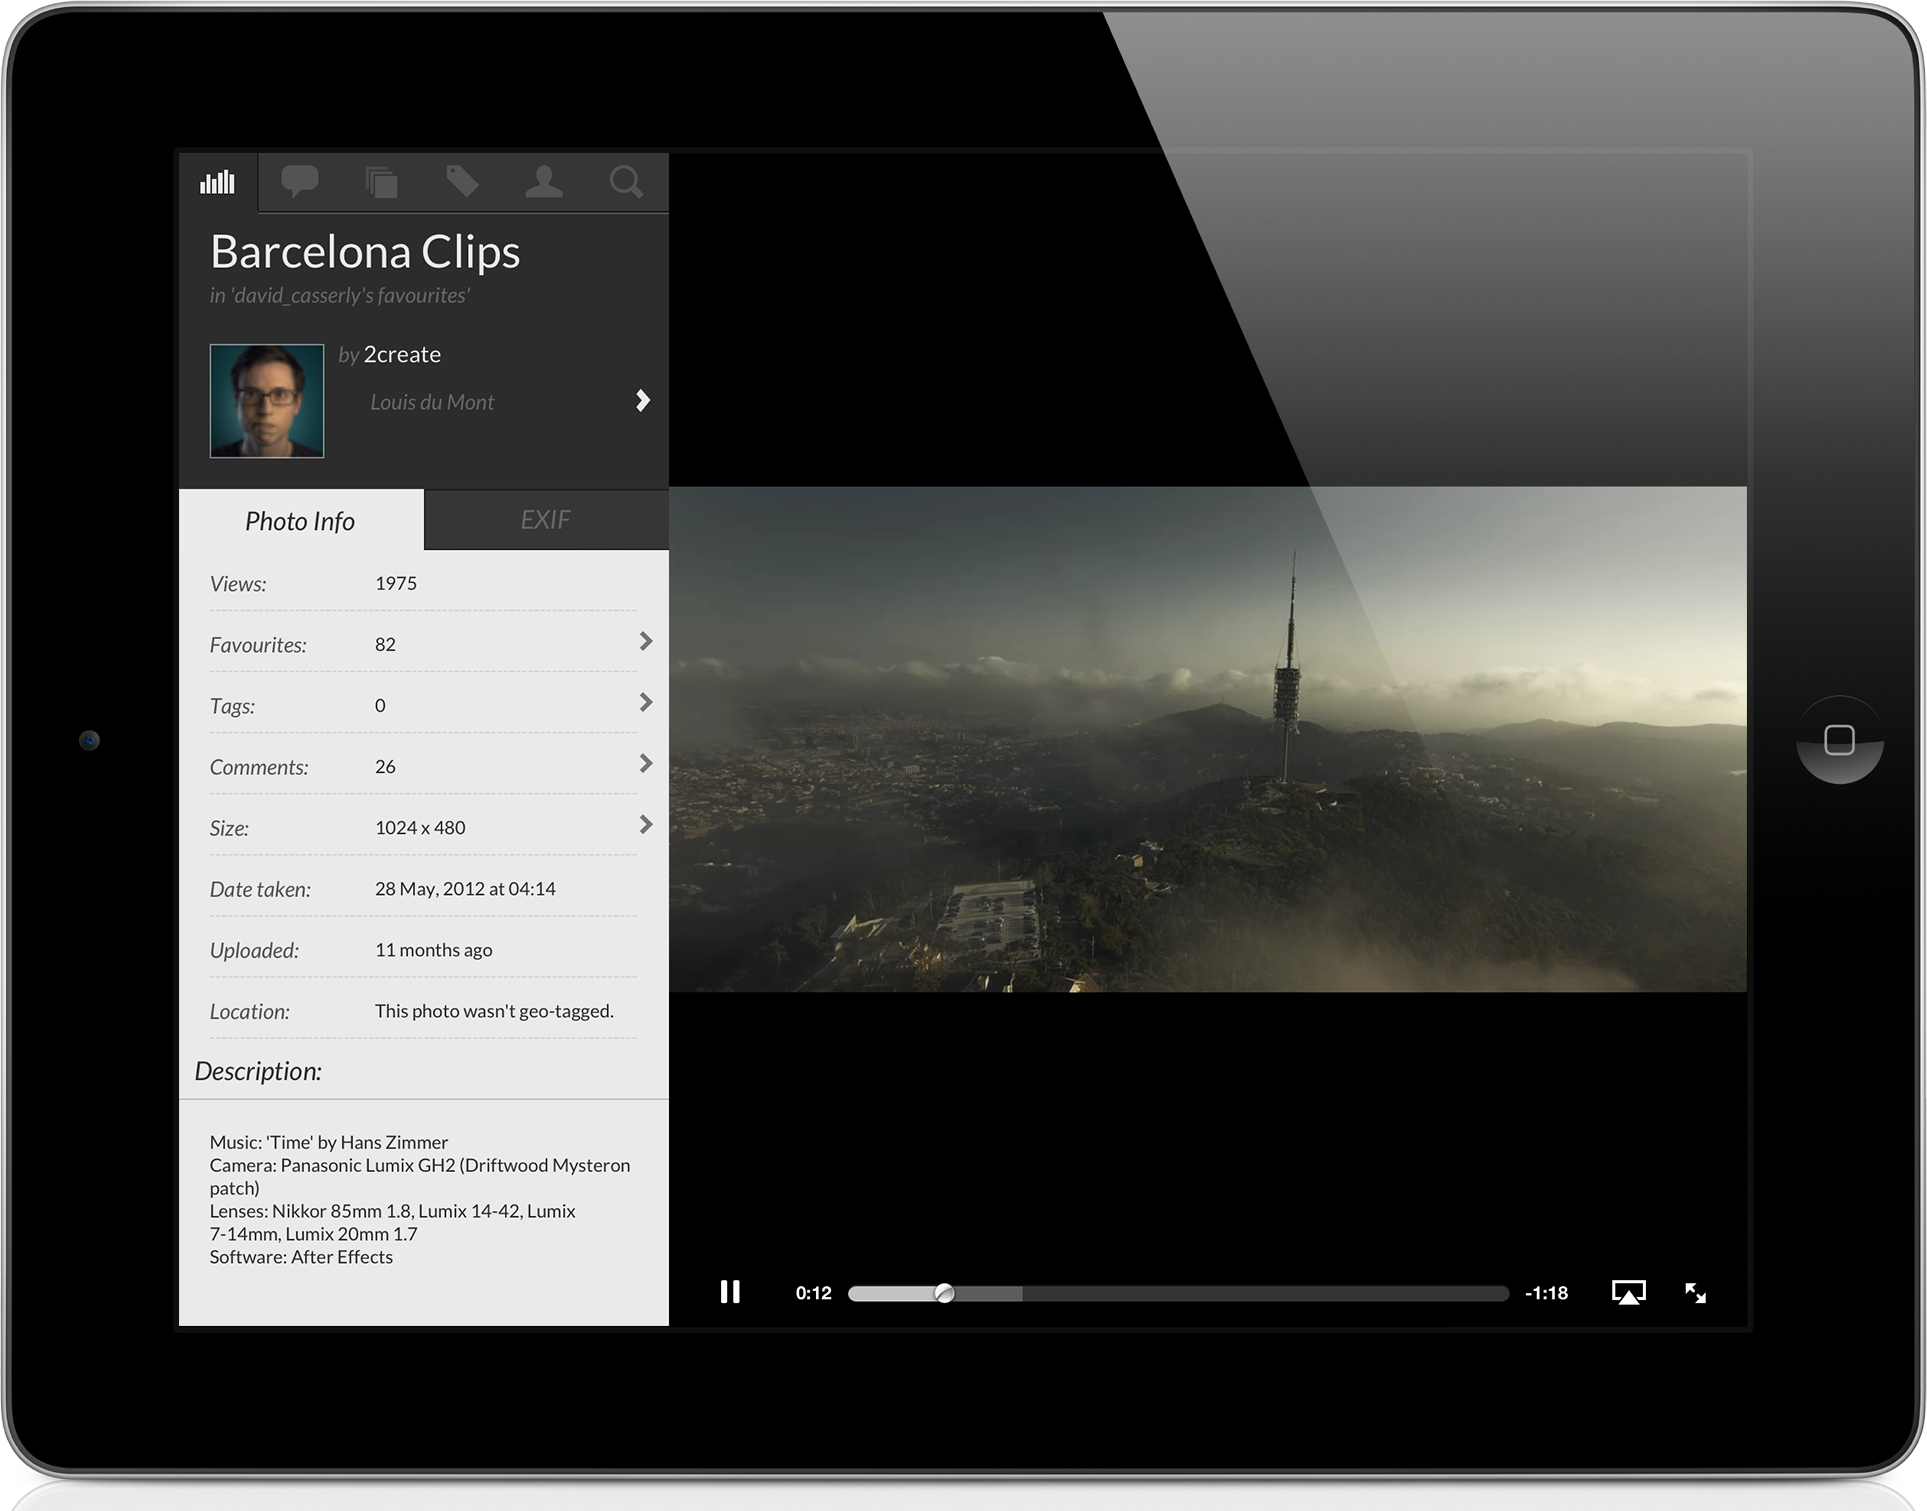 Barcelona Clips
in 'david_casserly's favourites'
by 2create
Louis du Mont
Photo Info
EXIF
Views: 1975
Favourites: 82
Tags: 0
Comments: 26
Size: 1024 x 480
Date taken: 28 May, 2012 at 04:14
Uploaded: 11 months ago
Location: This photo wasn't geo-tagged.
Description:
Music: 'Time' by Hans Zimmer
Camera: Panasonic Lumix GH2 (Driftwood Mysteron
patch)
Lenses: Nikkor 85mm 1.8, Lumix 14-42, Lumix
7-14mm, Lumix 20mm 1.7
Software: After Effects
0:12
-1:18